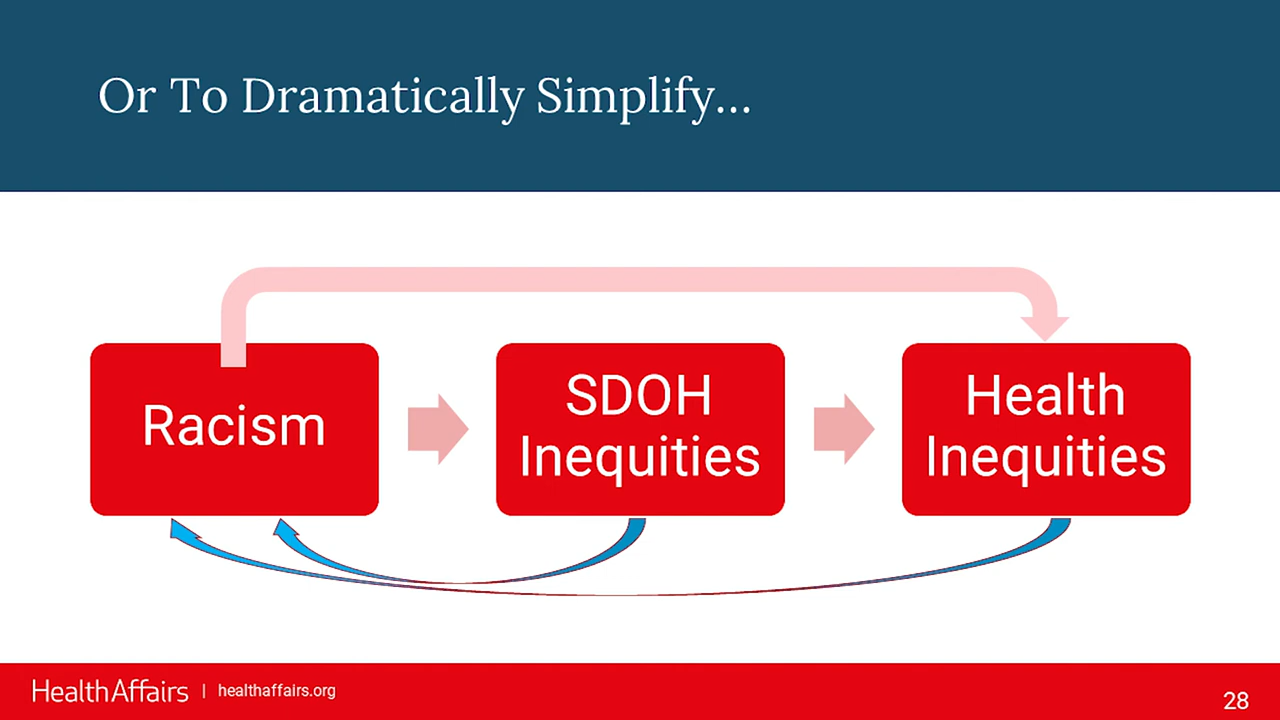 Or To Dramatically Simplify...
Racism
SDOH
Inequities
Health
Inequities
HealthAffairs | healthaffairs.org
28